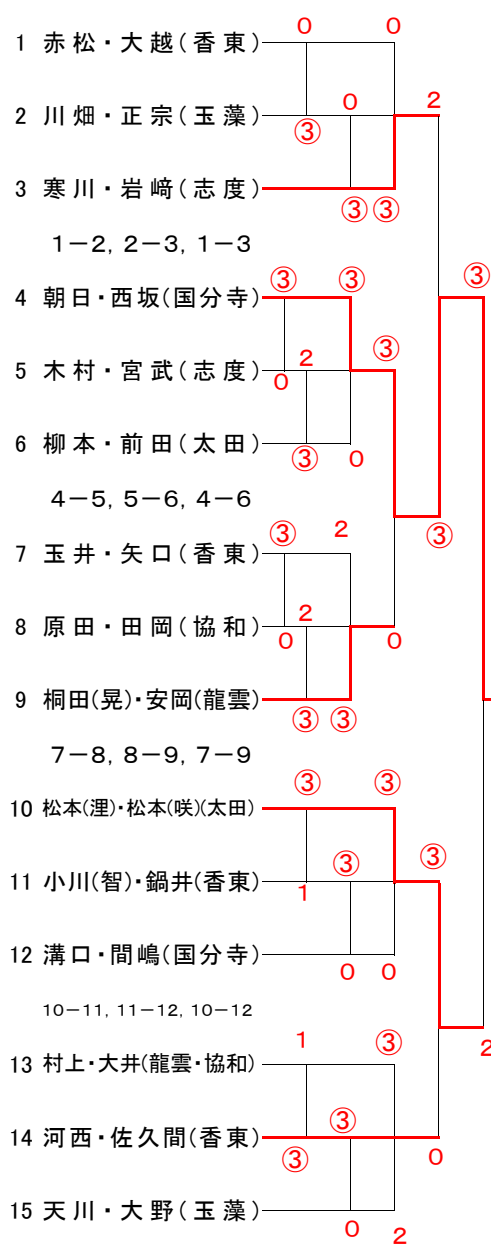 0 0
1 赤松・大越(香東)
0 2
2 川畑・正宗(玉藻)
③
3 寒川・岩﨑(志度)
③ ③
1－2, 2－3, 1－3
③ ③ ③
4 朝日・西坂(国分寺)
③
2
5 木村・宮武(志度)
0
6 柳本・前田(太田)
③ 0
4－5, 5－6, 4－6
③ 2 ③
7 玉井・矢口(香東)
2
8 原田・田岡(協和)
0 0
9 桐田(晃)・安岡(龍雲)
③ ③
7－8, 8－9, 7－9
③ ③
10 松本(浬)・松本(咲)(太田)
③ ③
11 小川(智)・鍋井(香東)
1
12 溝口・間嶋(国分寺)
0 0
10－11, 11－12, 10－12
1 ③ 2
13 村上・大井(龍雲・協和)
③
14 河西・佐久間(香東)
③ 0
15 天川・大野(玉藻)
0 2